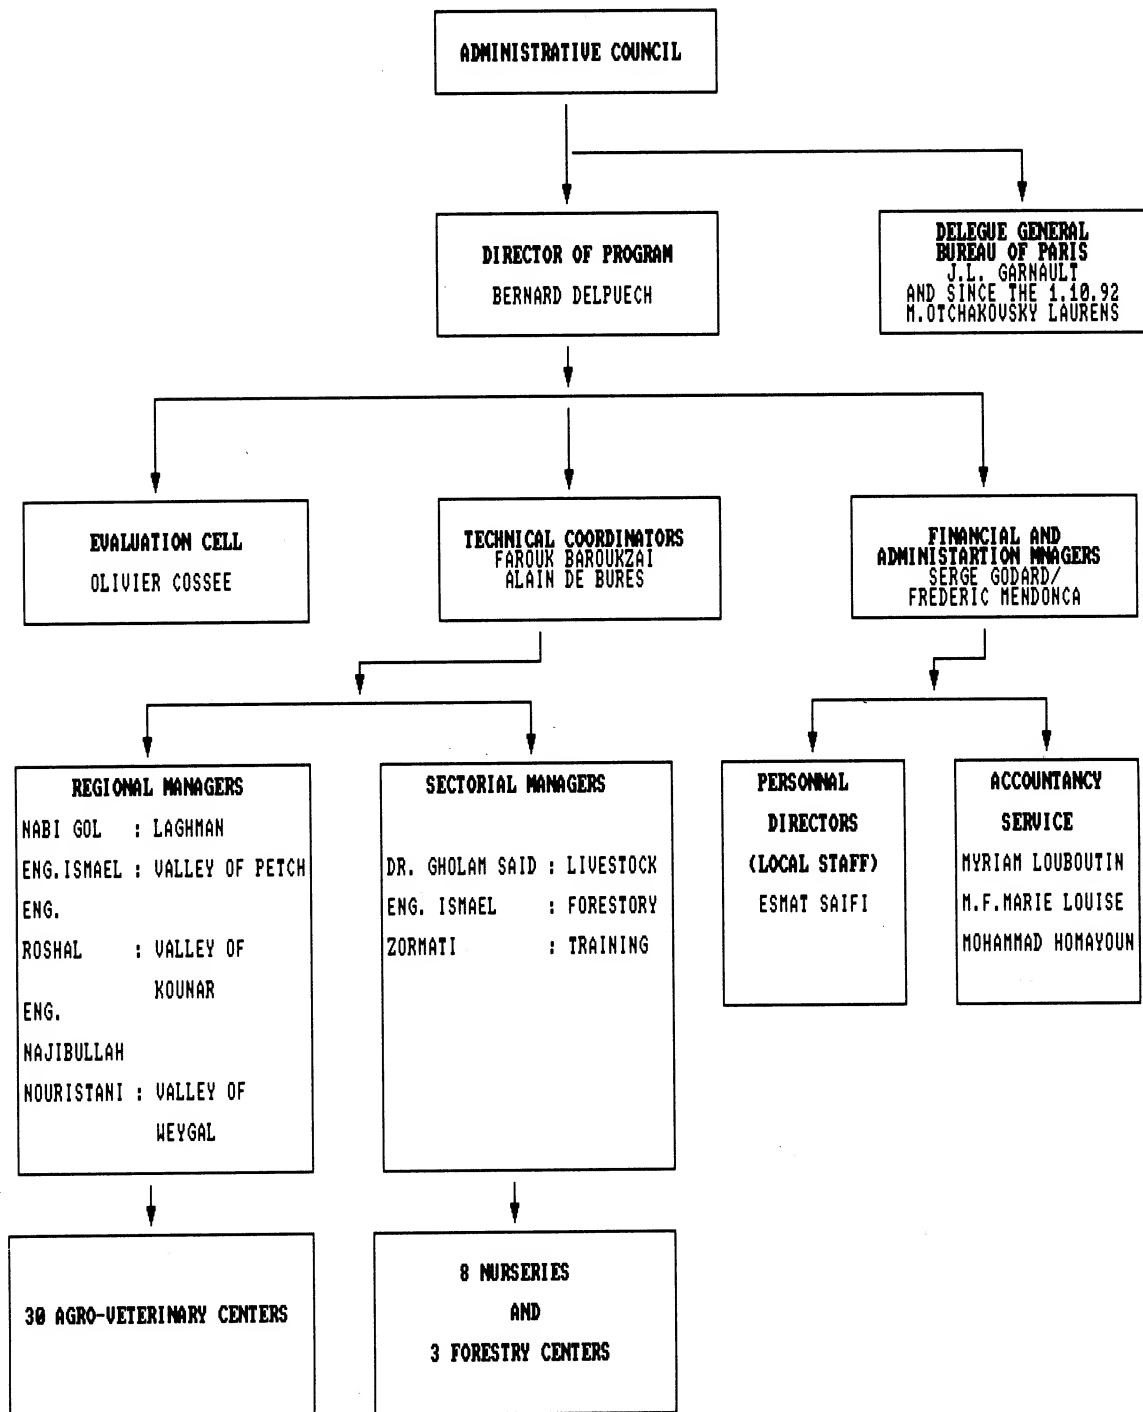 ADMINISTRATIVE COUNCIL
DIRECTOR OF PROGRAM
BERNARD DELPUECH
DELEGUE GENERAL
BUREAU OF PARIS
J.L. GARNAULT
AND SINCE THE 1.10.92
M.OTCHAKOVSKY LAURENS
EVALUATION CELL
OLIVIER COSSEE
TECHNICAL COORDINATORS
FAROUK BAROUKZAI
ALAIN DE BURES
FINANCIAL AND
ADMINISTARTION MNAGERS
SERGE GODARD/
FREDERIC MENDONCA
REGIONAL MANAGERS
NABI GOL : LAGHMAN
ENG.ISMAEL : VALLEY OF PETCH
ENG.
ROSHAL : VALLEY OF
KOUNAR
ENG.
NAJIBULLAH
NOURISTANI : VALLEY OF
WEYGAL
SECTORIAL MANAGERS
DR. GHOLAM SAID : LIVESTOCK
ENG. ISMAEL : FORESTORY
ZORMATI : TRAINING
PERSONNAL
DIRECTORS
(LOCAL STAFF)
ESMAT SAIFI
ACCOUNTANCY
SERVICE
MYRIAM LOUBOUTIN
M.F.MARIE LOUISE
MOHAMMAD HOMAYOUN
30 AGRO-VETERINARY CENTERS
8 NURSERIES
AND
3 FORESTRY CENTERS